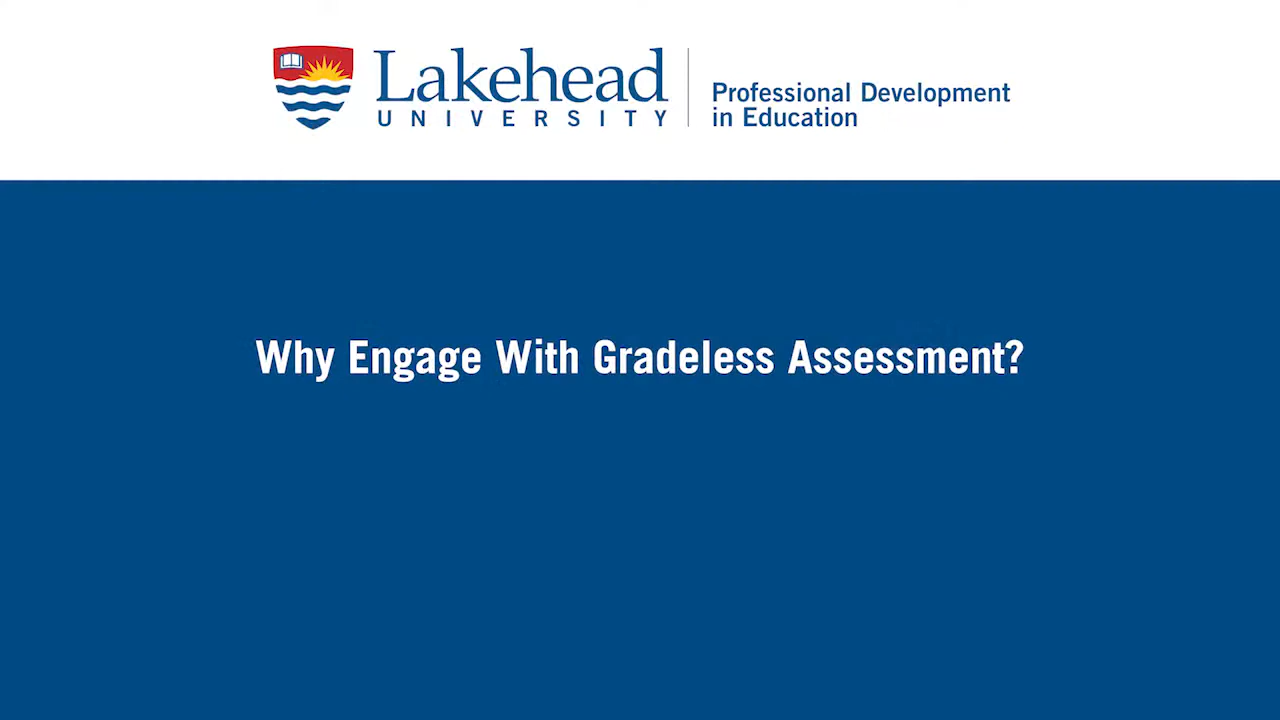 Lakehead
UNIVERSITY
Professional Development
in Education
Why Engage With Gradeless Assessment?